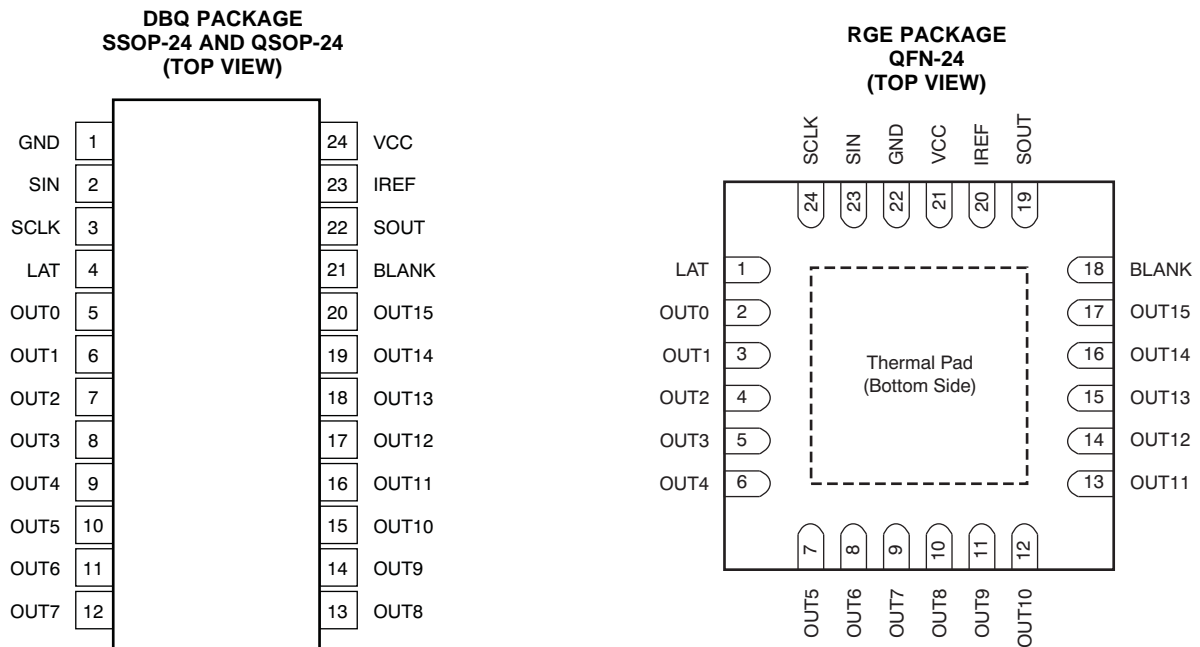 DBQ PACKAGE
SSOP-24 AND QSOP-24
(TOP VIEW)
GND 1 24 VCC
SIN 2 23 IREF
SCLK 3 22 SOUT
LAT 4 21 BLANK
OUT0 5 20 OUT15
OUT1 6 19 OUT14
OUT2 7 18 OUT13
OUT3 8 17 OUT12
OUT4 9 16 OUT11
OUT5 10 15 OUT10
OUT6 11 14 OUT9
OUT7 12 13 OUT8
RGE PACKAGE
QFN-24
(TOP VIEW)
SCLK SIN GND VCC IREF SOUT
24 23 22 21 20 19
LAT 1 18 BLANK
OUT0 2 17 OUT15
OUT1 3 16 OUT14
OUT2 4 15 OUT13
OUT3 5 14 OUT12
OUT4 6 13 OUT11
Thermal Pad
(Bottom Side)
7 8 9 10 11 12
OUT5 OUT6 OUT7 OUT8 OUT9 OUT10